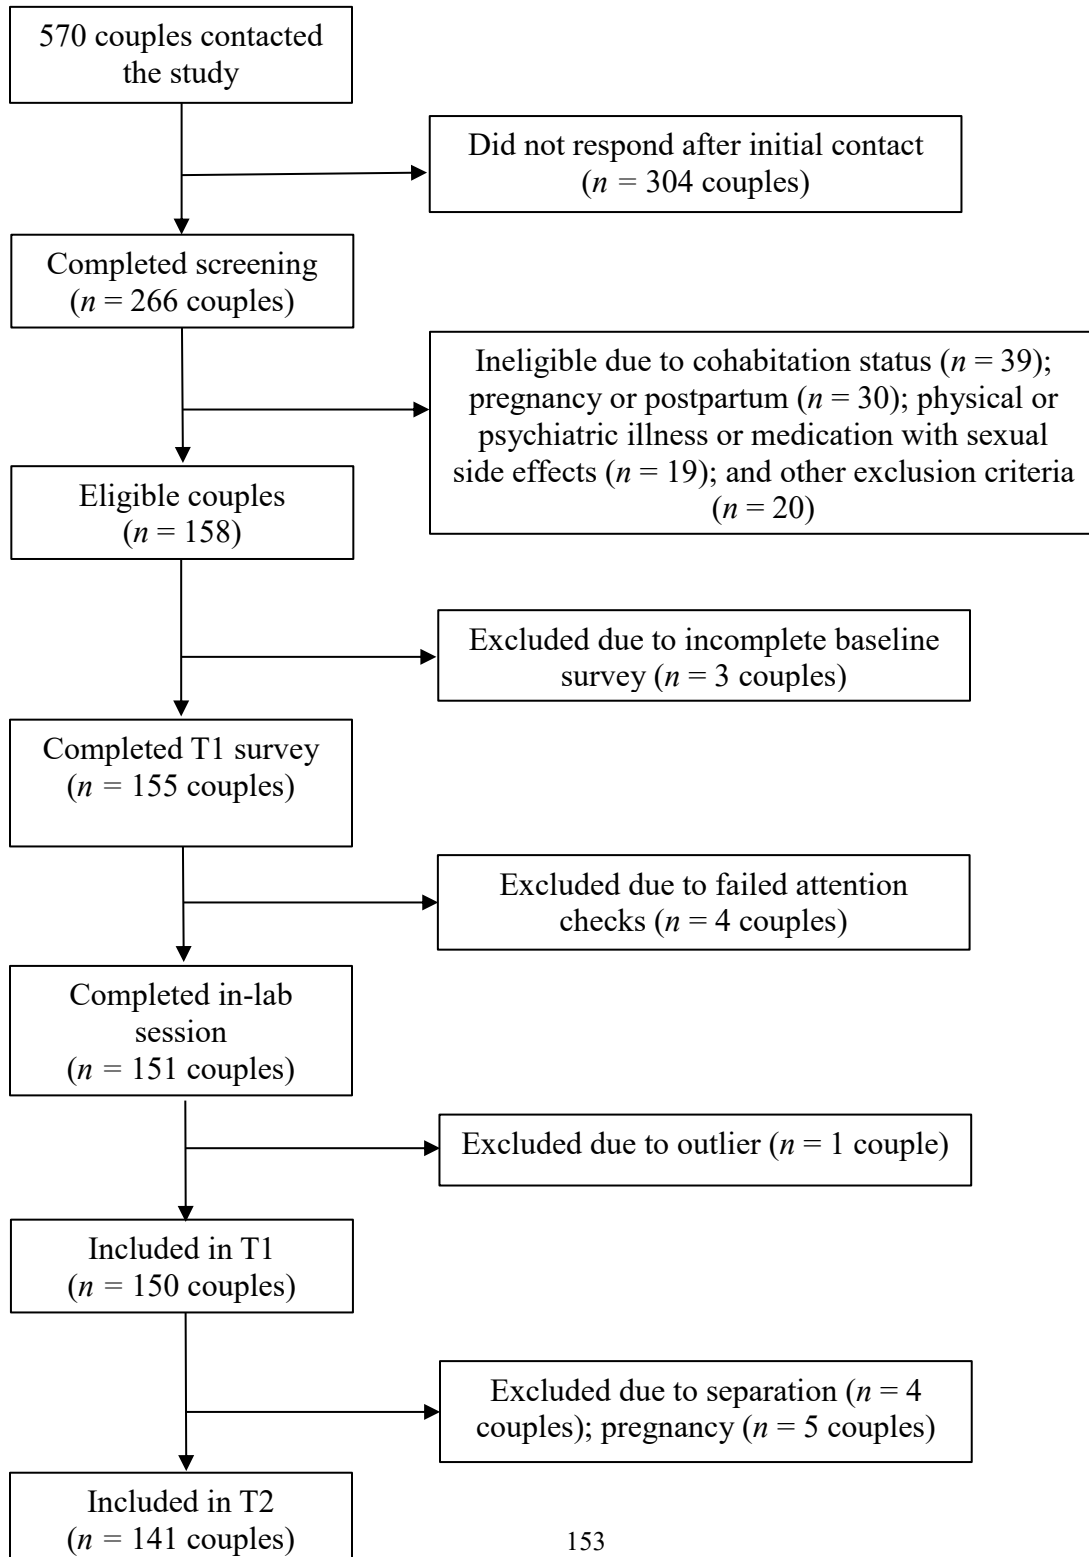 570 couples contacted
the study
Did not respond after initial contact
(n = 304 couples)
Completed screening
(n = 266 couples)
Ineligible due to cohabitation status (n = 39);
pregnancy or postpartum (n = 30); physical or
psychiatric illness or medication with sexual
side effects (n = 19); and other exclusion criteria
(n = 20)
Eligible couples
(n = 158)
Excluded due to incomplete baseline
survey (n = 3 couples)
Completed T1 survey
(n = 155 couples)
Excluded due to failed attention
checks (n = 4 couples)
Completed in-lab
session
(n = 151 couples)
Excluded due to outlier (n = 1 couple)
Included in T1
(n = 150 couples)
Excluded due to separation (n = 4
couples); pregnancy (n = 5 couples)
Included in T2
(n = 141 couples)
153